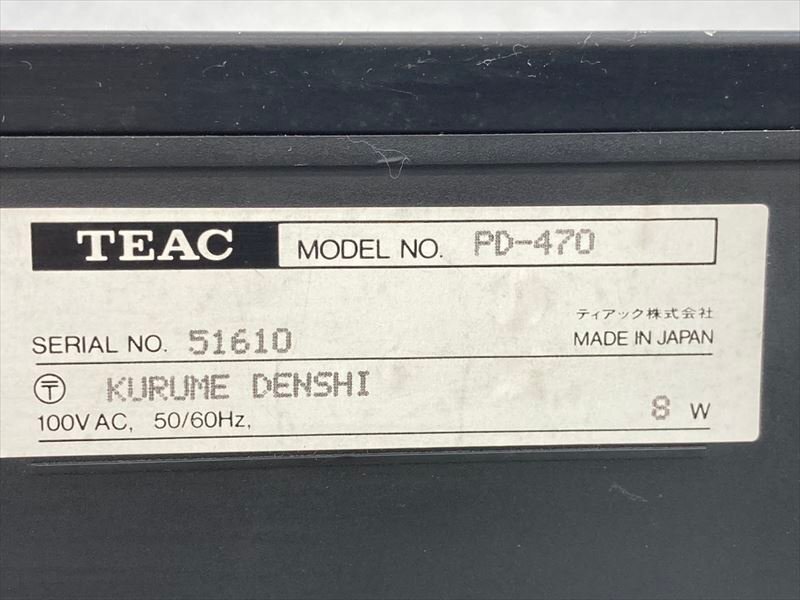 TEAC MODEL NO. PD-470
ティアック株式会社
SERIAL NO. 51610 MADE IN JAPAN
〶 KURUME DENSHI
100V AC, 50/60Hz, 8 W